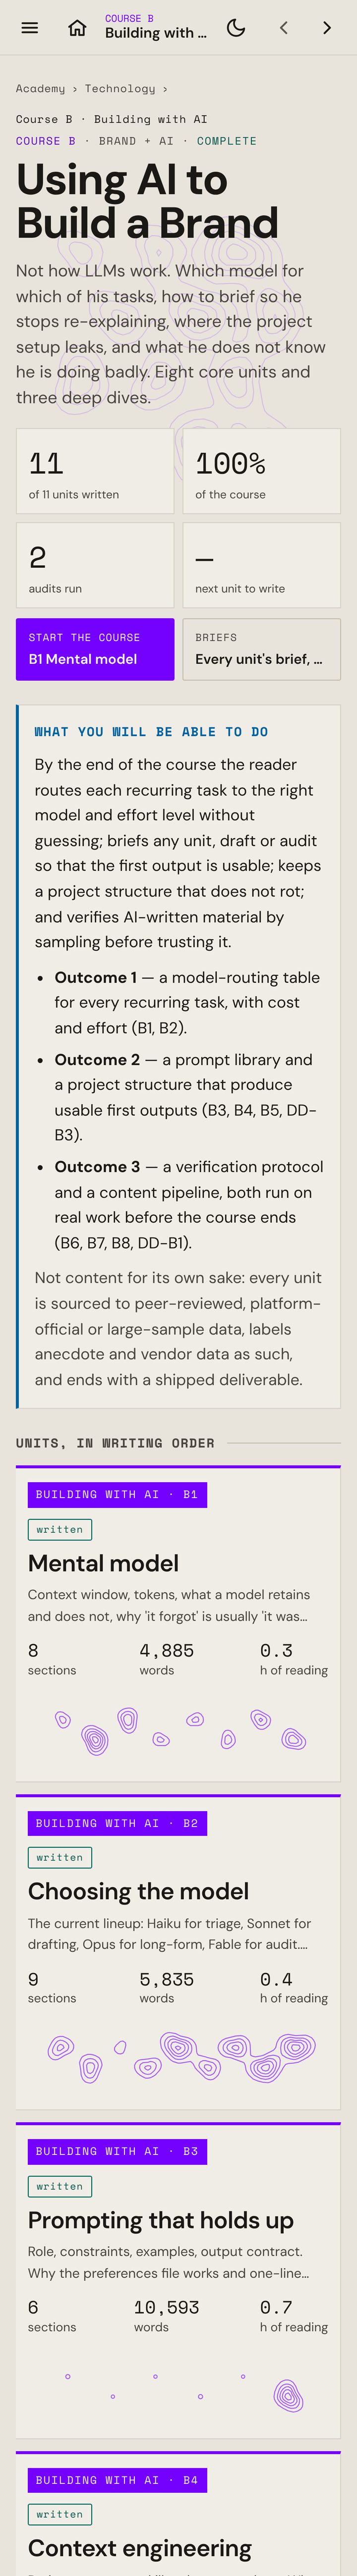 COURSE B
Building with …
Academy › Technology ›
Course B · Building with AI
COURSE B · BRAND + AI · COMPLETE
Using AI to
Build a Brand
Not how LLMs work. Which model for
which of his tasks, how to brief so he
stops re-explaining, where the project
setup leaks, and what he does not know
he is doing badly. Eight core units and
three deep dives.
11
of 11 units written
100%
of the course
2
audits run
—
next unit to write
START THE COURSE
B1 Mental model
BRIEFS
Every unit's brief, …
WHAT YOU WILL BE ABLE TO DO
By the end of the course the reader
routes each recurring task to the right
model and effort level without
guessing; briefs any unit, draft or audit
so that the first output is usable; keeps
a project structure that does not rot;
and verifies AI-written material by
sampling before trusting it.
• Outcome 1 — a model-routing table
for every recurring task, with cost
and effort (B1, B2).
• Outcome 2 — a prompt library and
a project structure that produce
usable first outputs (B3, B4, B5, DD-
B3).
• Outcome 3 — a verification protocol
and a content pipeline, both run on
real work before the course ends
(B6, B7, B8, DD-B1).
Not content for its own sake: every unit
is sourced to peer-reviewed, platform-
official or large-sample data, labels
anecdote and vendor data as such,
and ends with a shipped deliverable.
UNITS, IN WRITING ORDER
BUILDING WITH AI · B1
written
Mental model
Context window, tokens, what a model retains
and does not, why 'it forgot' is usually 'it was…
8 4,885 0.3
sections words h of reading
BUILDING WITH AI · B2
written
Choosing the model
The current lineup: Haiku for triage, Sonnet for
drafting, Opus for long-form, Fable for audit.…
9 5,835 0.4
sections words h of reading
BUILDING WITH AI · B3
written
Prompting that holds up
Role, constraints, examples, output contract.
Why the preferences file works and one-line…
6 10,593 0.7
sections words h of reading
BUILDING WITH AI · B4
written
Context engineering